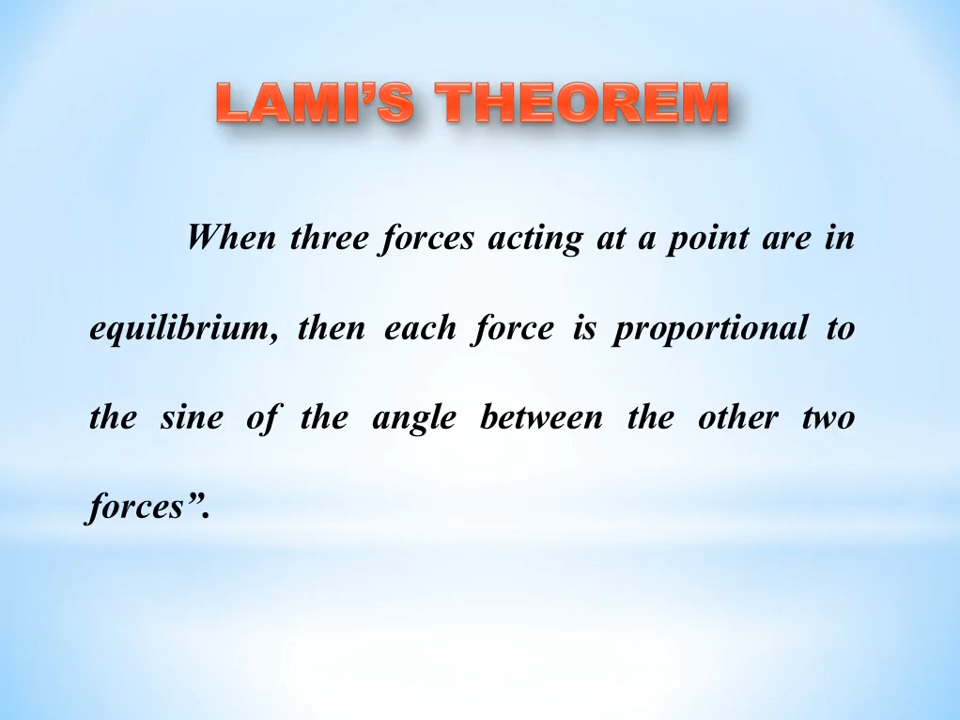 LAMI’S THEOREM
When three forces acting at a point are in
equilibrium, then each force is proportional to
the sine of the angle between the other two
forces”.